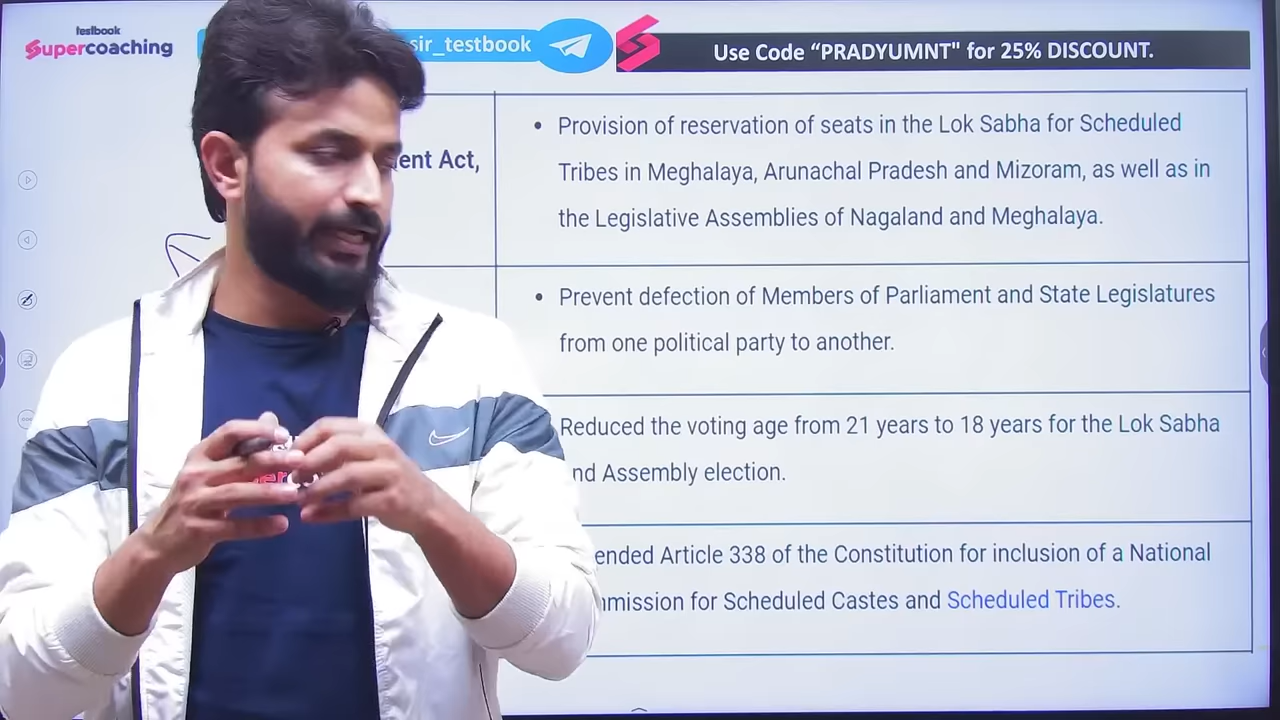 testbook
Supercoaching
sir_testbook
Use Code “PRADYUMNT" for 25% DISCOUNT.
Act,
• Provision of reservation of seats in the Lok Sabha for Scheduled
Tribes in Meghalaya, Arunachal Pradesh and Mizoram, as well as in
the Legislative Assemblies of Nagaland and Meghalaya.
• Prevent defection of Members of Parliament and State Legislatures
from one political party to another.
Reduced the voting age from 21 years to 18 years for the Lok Sabha
Assembly election.
Article 338 of the Constitution for inclusion of a National
for Scheduled Castes and Scheduled Tribes.